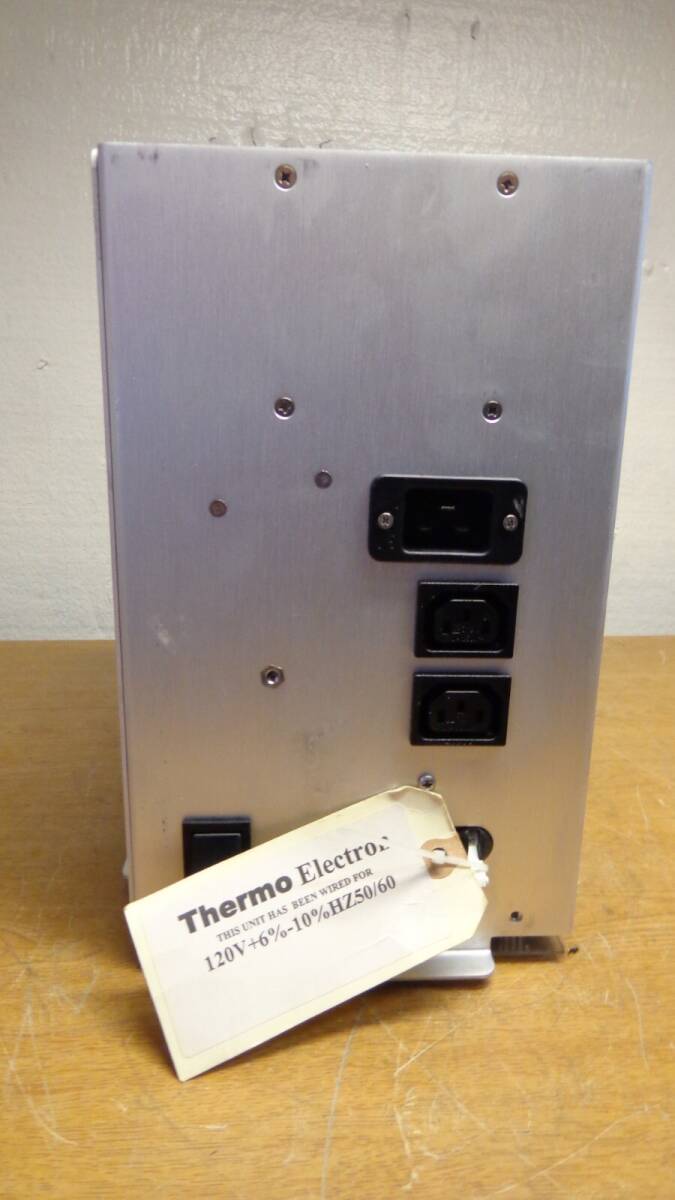 Thermo Electron
THIS UNIT HAS BEEN WIRED FOR
120V+6%-10%HZ50/60